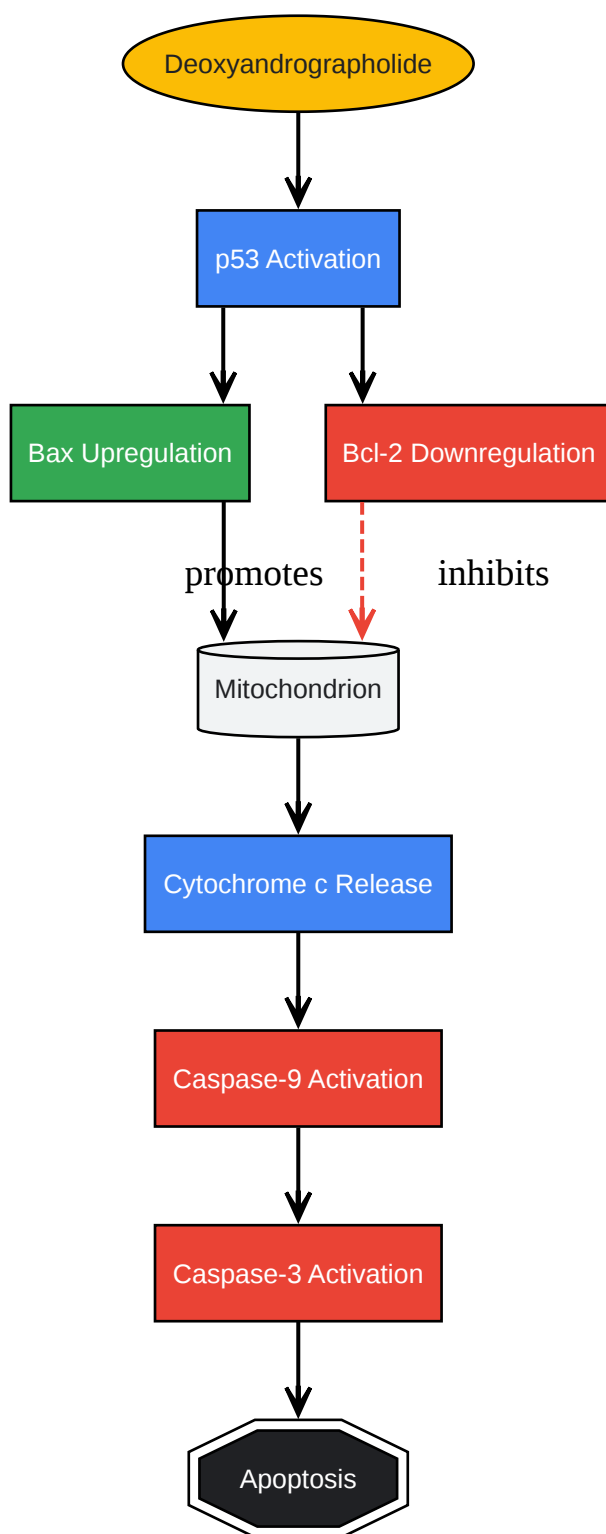 Deoxyandrographolide
p53 Activation
Bax Upregulation
Bcl-2 Downregulation
promotes
inhibits
Mitochondrion
Cytochrome c Release
Caspase-9 Activation
Caspase-3 Activation
Apoptosis